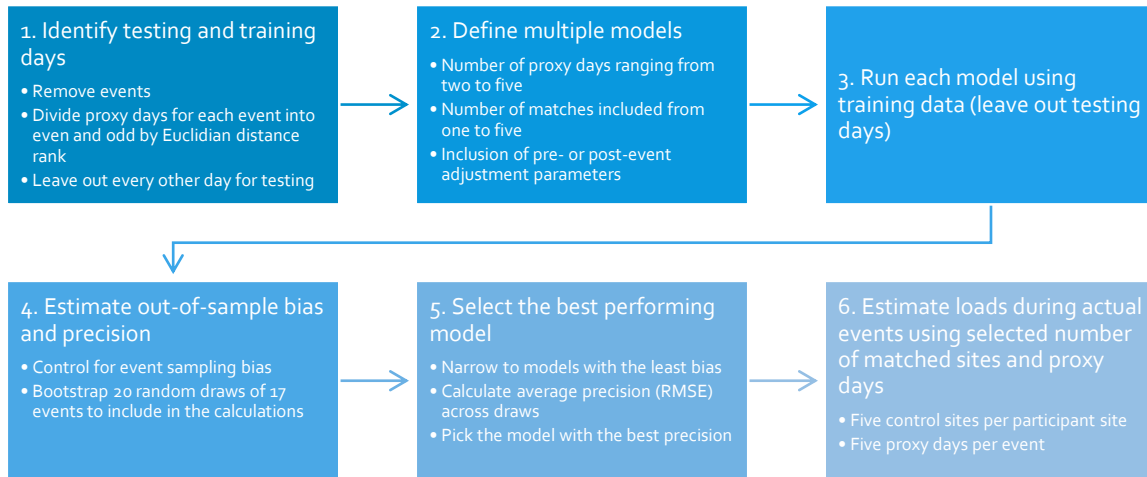 1. Identify testing and training
days
• Remove events
• Divide proxy days for each event into
even and odd by Euclidian distance
rank
• Leave out every other day for testing
2. Define multiple models
• Number of proxy days ranging from
two to five
• Number of matches included from
one to five
• Inclusion of pre- or post-event
adjustment parameters
3. Run each model using
training data (leave out testing
days)
4. Estimate out-of-sample bias
and precision
• Control for event sampling bias
• Bootstrap 20 random draws of 17
events to include in the calculations
5. Select the best performing
model
• Narrow to models with the least bias
• Calculate average precision (RMSE)
across draws
• Pick the model with the best precision
6. Estimate loads during actual
events using selected number
of matched sites and proxy
days
• Five control sites per participant site
• Five proxy days per event